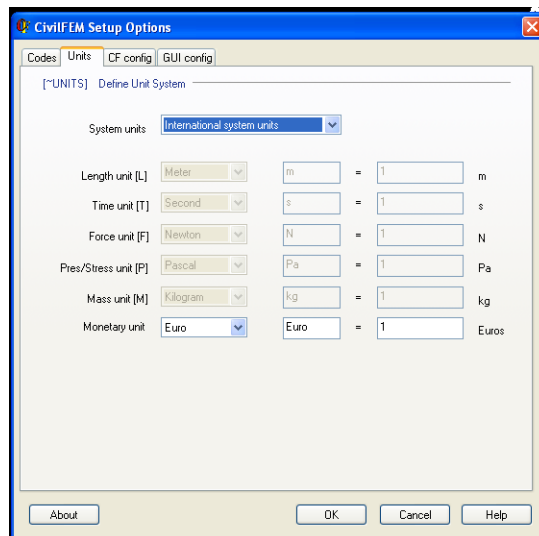 CivilFEM Setup Options
Codes Units CF config GUI config
[~UNITS] Define Unit System
System units International system units
Length unit [L] Meter m = 1 m
Time unit [T] Second s = 1 s
Force unit [F] Newton N = 1 N
Pres/Stress unit [P] Pascal Pa = 1 Pa
Mass unit [M] Kilogram kg = 1 kg
Monetary unit Euro Euro = 1 Euros
About OK Cancel Help